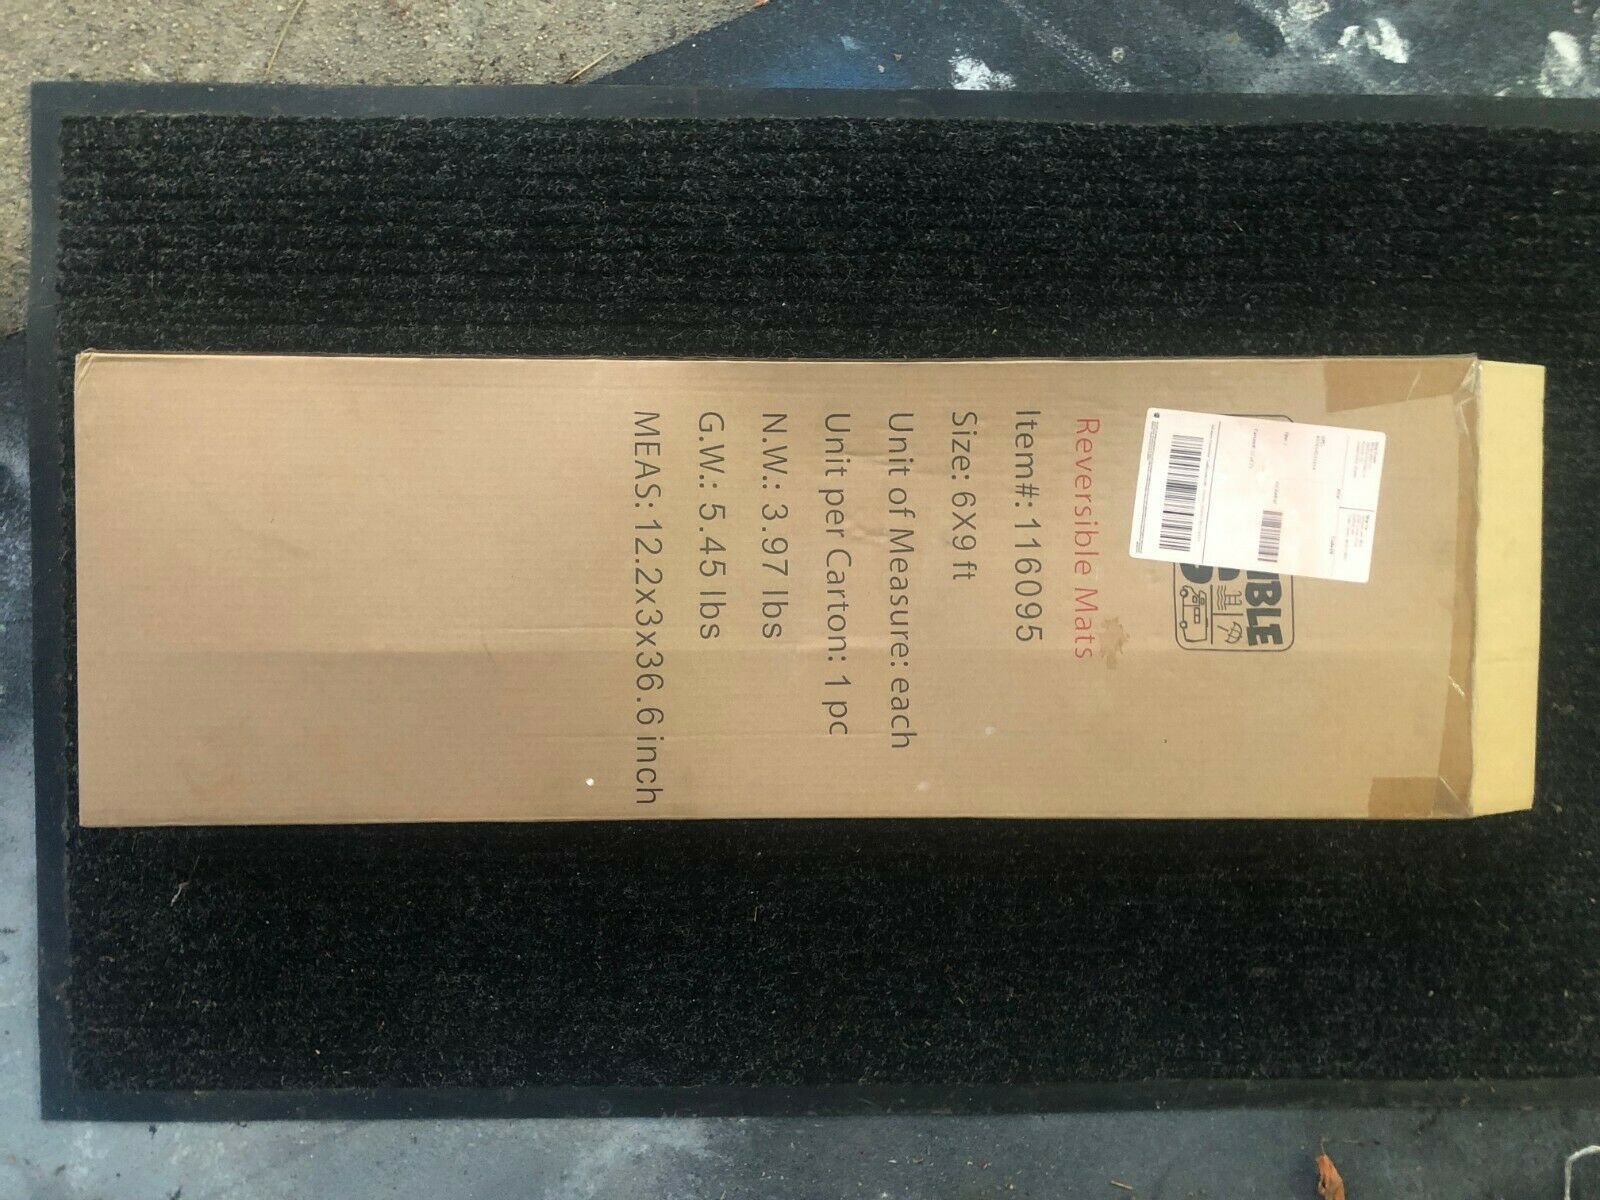 IBLE
Reversible Mats
Item#: 116095
Size: 6X9 ft
Unit of Measure: each
Unit per Carton: 1 pc
N.W.: 3.97 lbs
G.W.: 5.45 lbs
MEAS: 12.2x3x36.6 inch